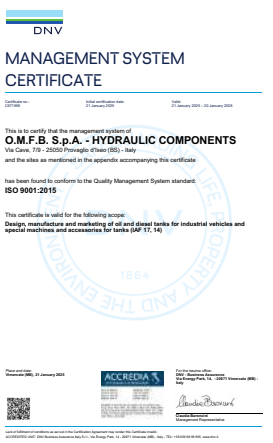 DNV
MANAGEMENT SYSTEM
CERTIFICATE
Certificate no.:
Initial certification date:
21 January 2025
Valid:
21 January 2025 – 20 January 2028
This is to certify that the management system of
O.M.F.B. S.p.A. - HYDRAULIC COMPONENTS
Via Cave, 7/9 - 25050 Provaglio d'Iseo (BS) - Italy
and the sites as mentioned in the appendix accompanying this certificate
has been found to conform to the Quality Management System standard:
ISO 9001:2015
This certificate is valid for the following scope:
Design, manufacture and marketing of oil and diesel tanks for industrial vehicles and
special machines and accessories for tanks (IAF 17, 14)
1864
Place and date:
Vimercate (MB), 21 January 2025
ACCREDIA
For the issuing office:
DNV - Business Assurance
Via Energy Park, 14, - 20871 Vimercate (MB) -
Italy
Claudia Baroncini
Management Representative